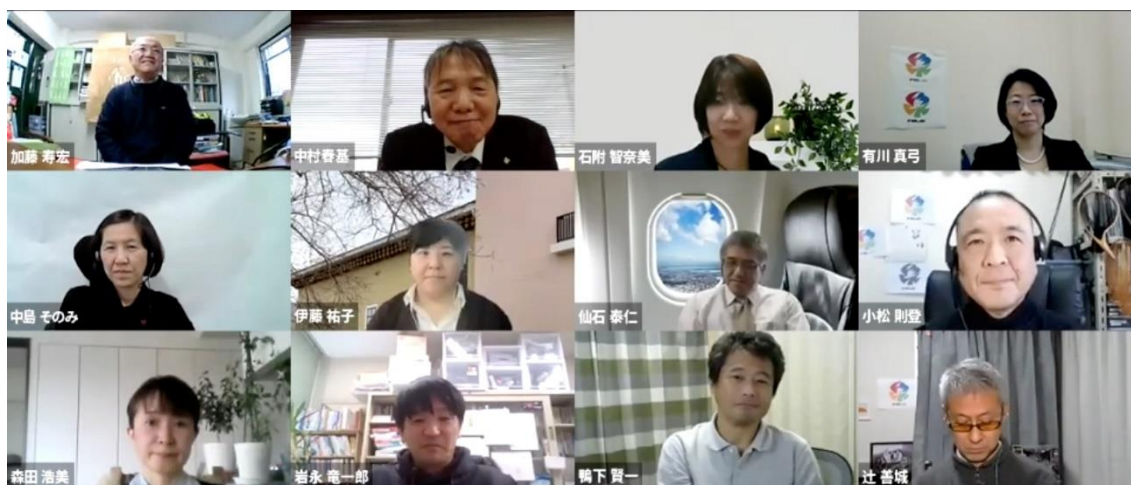 加藤 寿宏
中村春基
石附 智奈美
有川 真弓
中島 そのみ
伊藤 祐子
仙石 泰仁
小松 則登
森田 浩美
岩永 竜一郎
鴨下 賢一
辻 善城